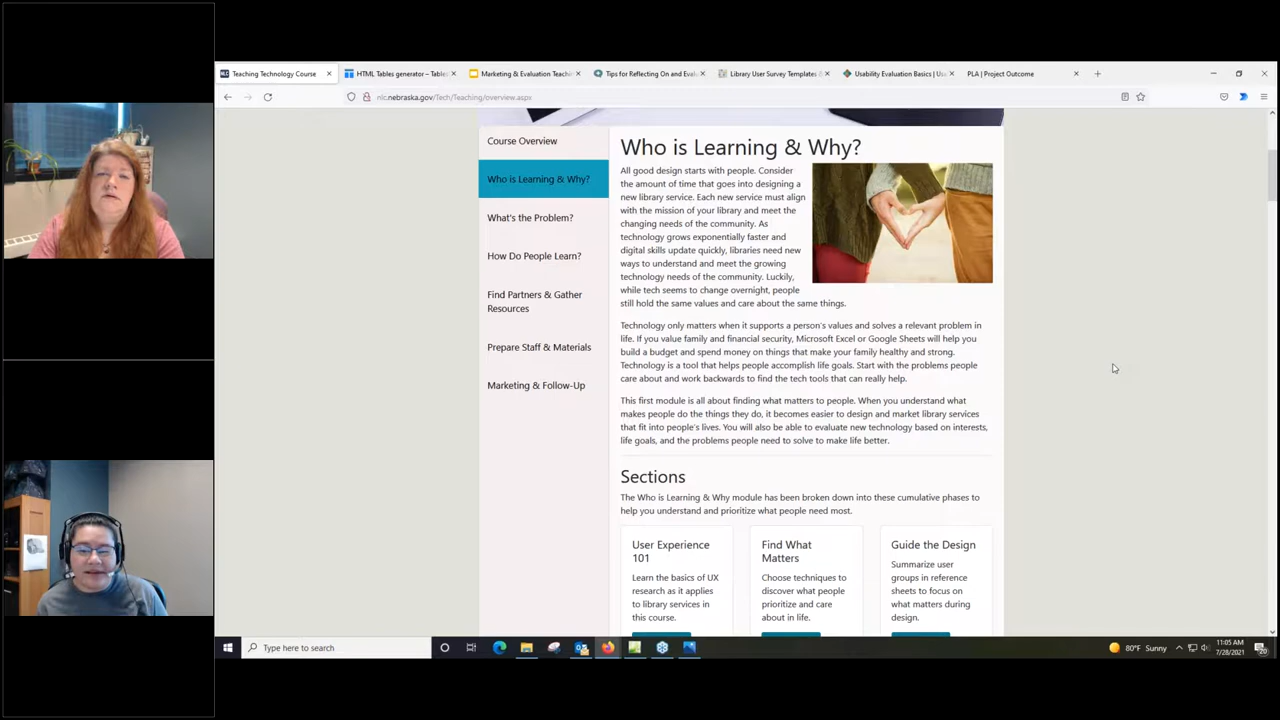 Teaching Technology Course
HTML Tables generator – Tables
Marketing & Evaluation Teachin
Tips for Reflecting On and Eval
Library User Survey Templates &
Usability Evaluation Basics | Us
PLA | Project Outcome
nlc.nebraska.gov/Tech/Teaching/overview.aspx
Course Overview
Who is Learning & Why?
What's the Problem?
How Do People Learn?
Find Partners & Gather
Resources
Prepare Staff & Materials
Marketing & Follow-Up
Who is Learning & Why?
All good design starts with people. Consider
the amount of time that goes into designing a
new library service. Each new service must align
with the mission of your library and meet the
changing needs of the community. As
technology grows exponentially faster and
digital skills update quickly, libraries need new
ways to understand and meet the growing
technology needs of the community. Luckily,
while tech seems to change overnight, people
still hold the same values and care about the same things.
Technology only matters when it supports a person's values and solves a relevant problem in
life. If you value family and financial security, Microsoft Excel or Google Sheets will help you
build a budget and spend money on things that make your family healthy and strong.
Technology is a tool that helps people accomplish life goals. Start with the problems people
care about and work backwards to find the tech tools that can really help.
This first module is all about finding what matters to people. When you understand what
makes people do the things they do, it becomes easier to design and market library services
that fit into people's lives. You will also be able to evaluate new technology based on interests,
life goals, and the problems people need to solve to make life better.
Sections
The Who is Learning & Why module has been broken down into these cumulative phases to
help you understand and prioritize what people need most.
User Experience
101
Learn the basics of UX
research as it applies
to library services in
this course.
Find What
Matters
Choose techniques to
discover what people
prioritize and care
about in life.
Guide the Design
Summarize user
groups in reference
sheets to focus on
what matters during
design.
Type here to search
80°F Sunny
11:05 AM
7/28/2021
20